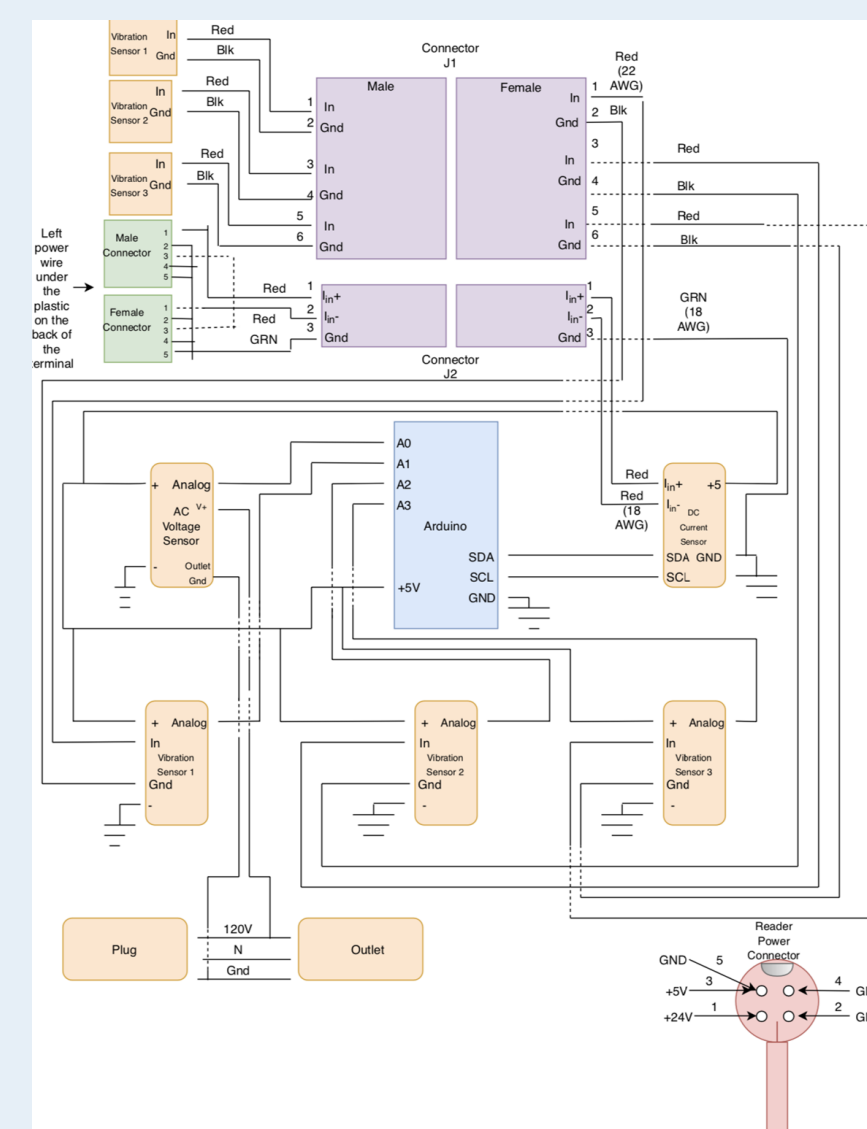 Vibration
Sensor 1
In
Gnd
Red
Blk
Vibration
Sensor 2
In
Gnd
Red
Blk
Vibration
Sensor 3
In
Gnd
Red
Blk
Connector
J1
Male
1 In
2 Gnd
3 In
4 Gnd
5 In
6 Gnd
Female
In 1
Gnd 2
In 3
Gnd 4
In 5
Gnd 6
Red
(22
AWG)
Blk
Red
Blk
Red
Blk
Left
power
wire
under
the
plastic
on the
back of
the
Male
Connector
1
2
3
4
5
Female
Connector
1
2
3
4
5
Red
Red
GRN
1 Iin+
2 Iin-
3 Gnd
Iin+ 1
Iin- 2
Gnd 3
GRN
(18
AWG)
Connector
J2
+ Analog
AC V+
Voltage
Sensor
- Outlet
Gnd
A0
A1
A2
A3
Arduino
SDA
SCL
+5V
GND
Red
Red
(18
AWG)
Iin+ +5
Iin- DC
Current
Sensor
SDA GND
SCL
+ Analog
In
Vibration
Sensor 1
Gnd
-
+ Analog
In
Vibration
Sensor 2
Gnd
-
+ Analog
In
Vibration
Sensor 3
Gnd
-
Plug
120V
N
Gnd
Outlet
Reader
Power
Connector
GND 5
+5V 3
+24V 1
4
2